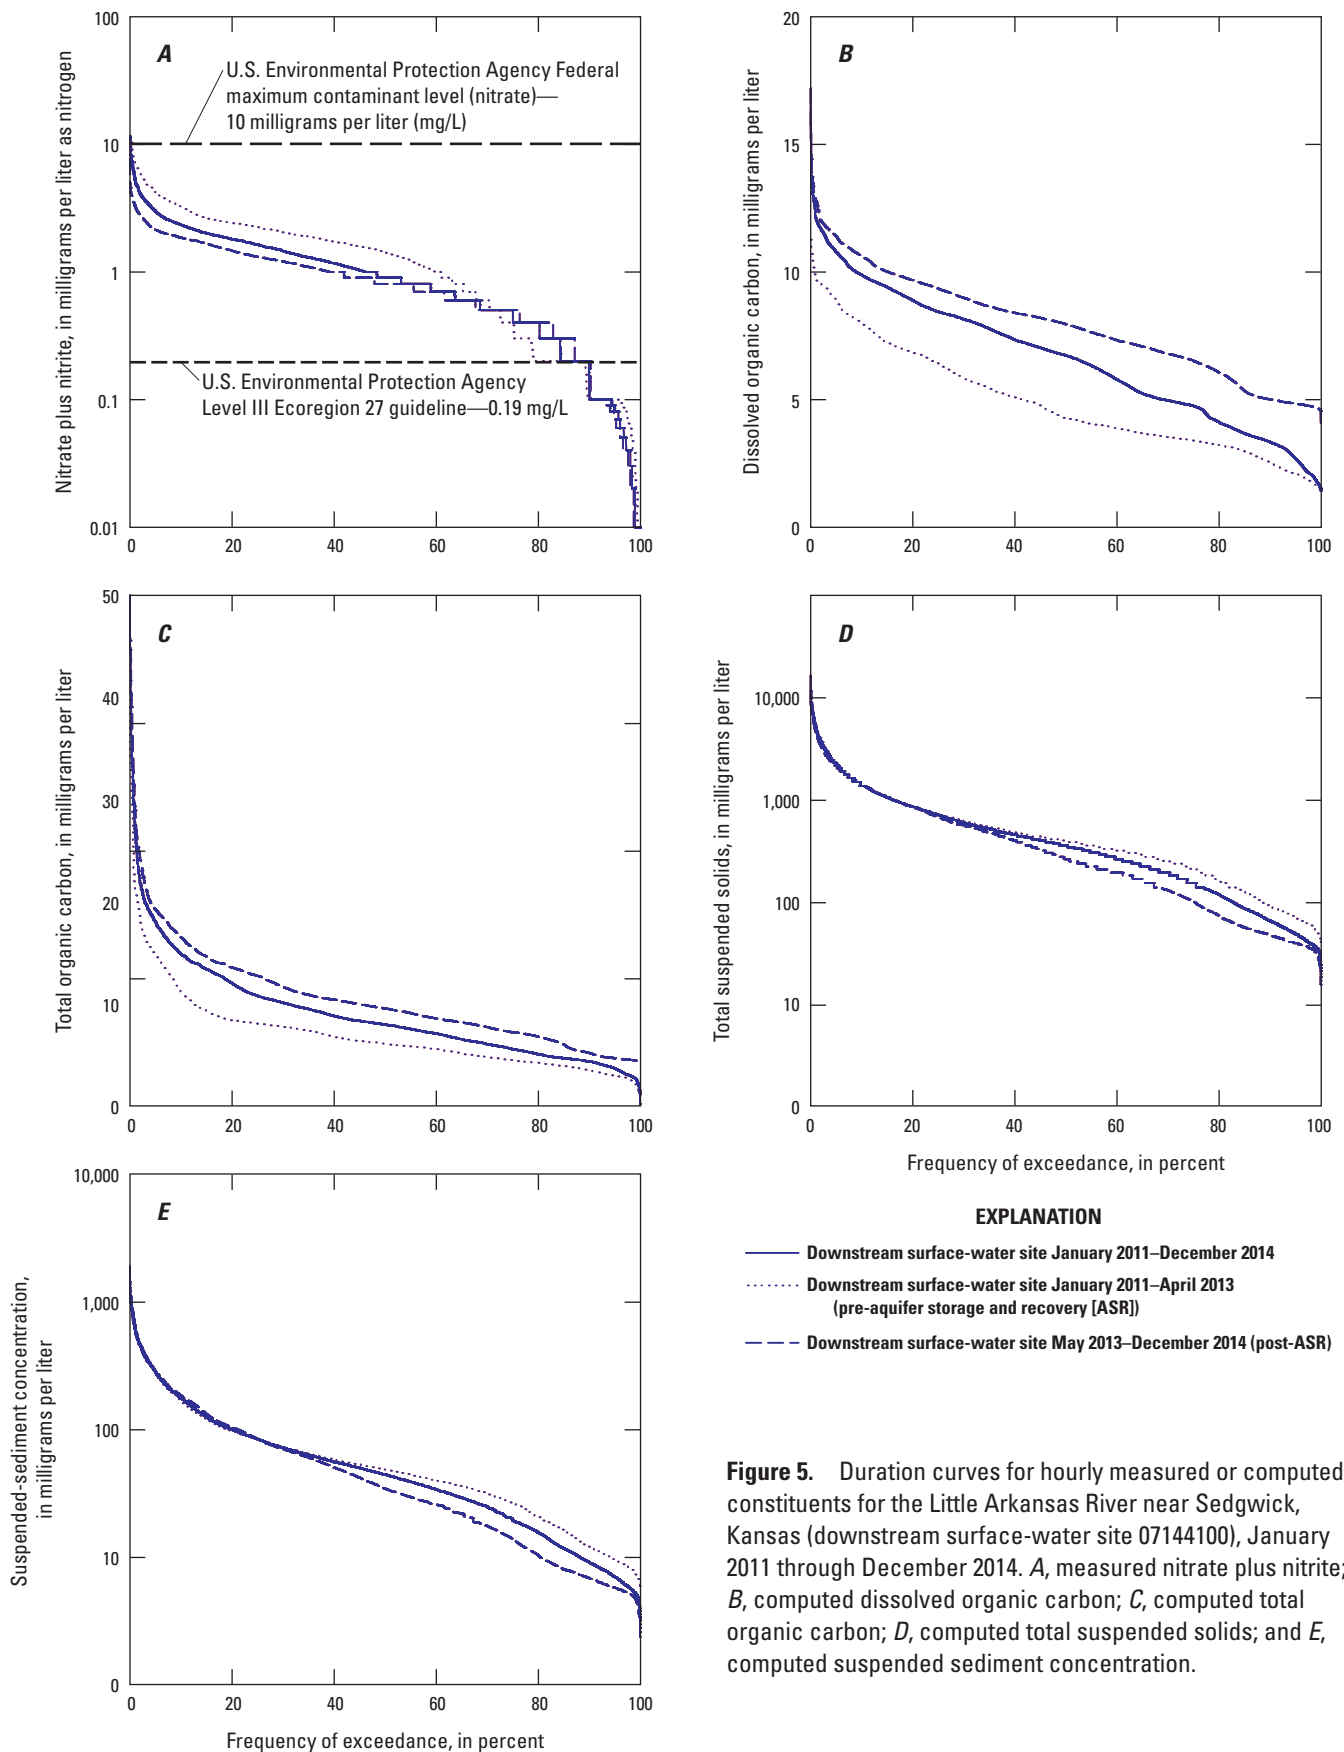 A
Nitrate plus nitrite, in milligrams per liter as nitrogen
100
10
1
0.1
0.01
U.S. Environmental Protection Agency Federal
maximum contaminant level (nitrate)—
10 milligrams per liter (mg/L)
U.S. Environmental Protection Agency
Level III Ecoregion 27 guideline—0.19 mg/L
0 20 40 60 80 100
B
Dissolved organic carbon, in milligrams per liter
20
15
10
5
0
0 20 40 60 80 100
C
Total organic carbon, in milligrams per liter
50
40
30
20
10
0
0 20 40 60 80 100
D
Total suspended solids, in milligrams per liter
10,000
1,000
100
10
0
0 20 40 60 80 100
Frequency of exceedance, in percent
E
Suspended-sediment concentration,
in milligrams per liter
10,000
1,000
100
10
0
0 20 40 60 80 100
Frequency of exceedance, in percent
EXPLANATION
Downstream surface-water site January 2011–December 2014
Downstream surface-water site January 2011–April 2013
(pre-aquifer storage and recovery [ASR])
Downstream surface-water site May 2013–December 2014 (post-ASR)
Figure 5. Duration curves for hourly measured or computed
constituents for the Little Arkansas River near Sedgwick,
Kansas (downstream surface-water site 07144100), January
2011 through December 2014. A, measured nitrate plus nitrite;
B, computed dissolved organic carbon; C, computed total
organic carbon; D, computed total suspended solids; and E,
computed suspended sediment concentration.